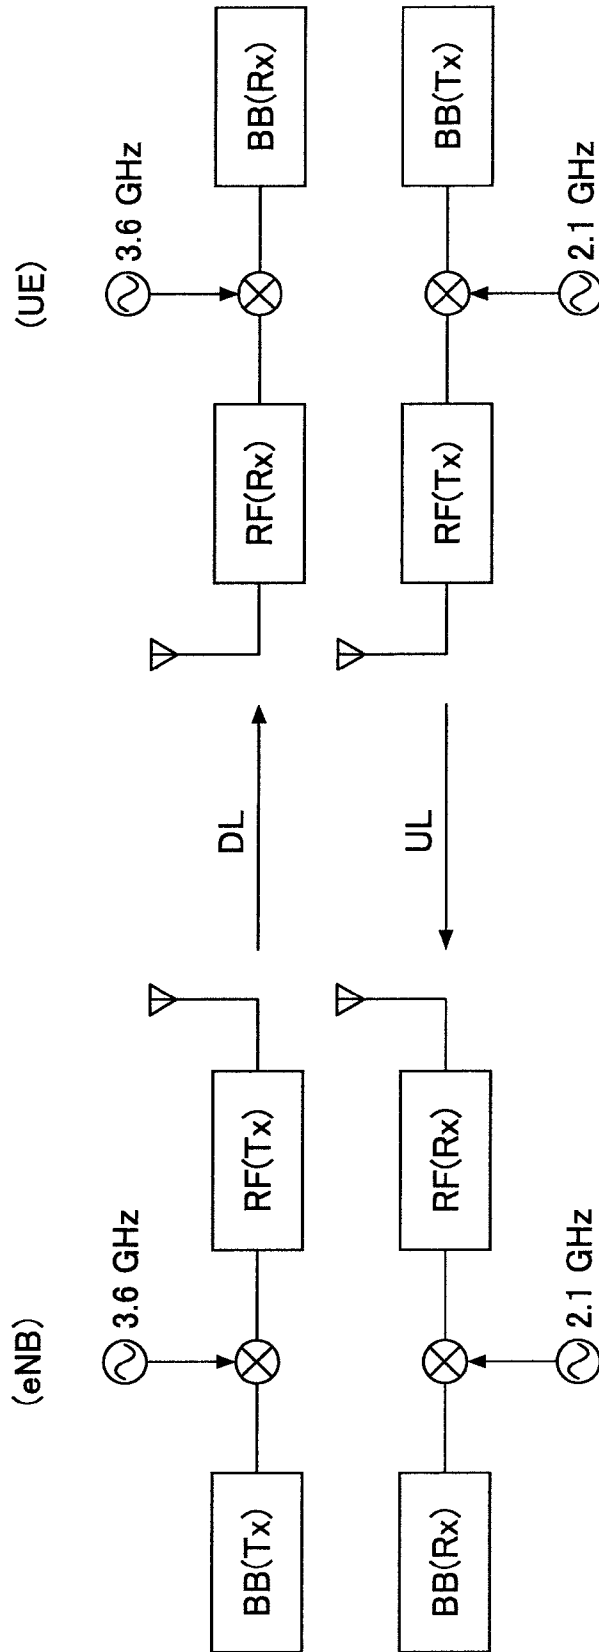 (eNB)
(UE)
3.6 GHz
3.6 GHz
BB(Tx)
RF(Tx)
DL
RF(Rx)
BB(Rx)
BB(Rx)
RF(Rx)
UL
RF(Tx)
BB(Tx)
2.1 GHz
2.1 GHz